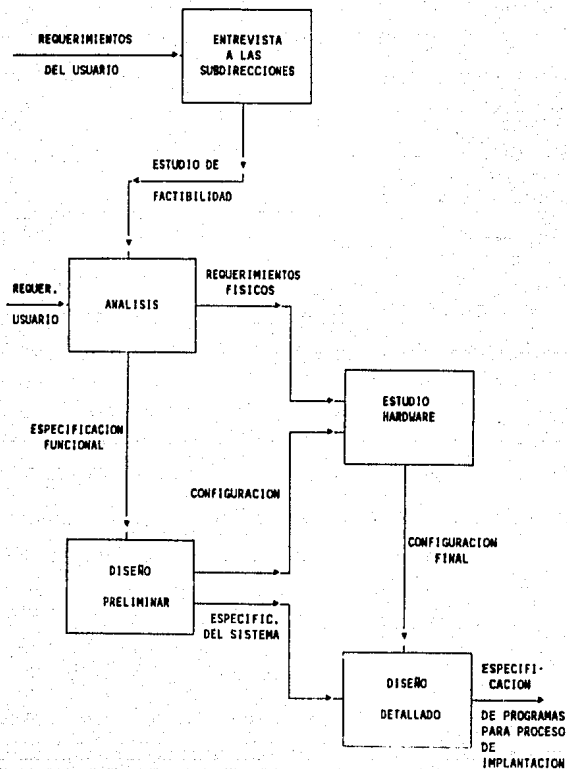 REQUERIMIENTOS
DEL USUARIO
ENTREVISTA
A LAS
SUBDIRECCIONES
ESTUDIO DE
FACTIBILIDAD
REQUER.
USUARIO
ANALISIS
REQUERIMIENTOS
FISICOS
ESTUDIO
HARDWARE
ESPECIFICACION
FUNCIONAL
CONFIGURACION
CONFIGURACION
FINAL
DISEÑO
PRELIMINAR
ESPECIFIC.
DEL SISTEMA
DISEÑO
DETALLADO
ESPECIFI-
CACION
DE PROGRAMAS
PARA PROCESO
DE
IMPLANTACION